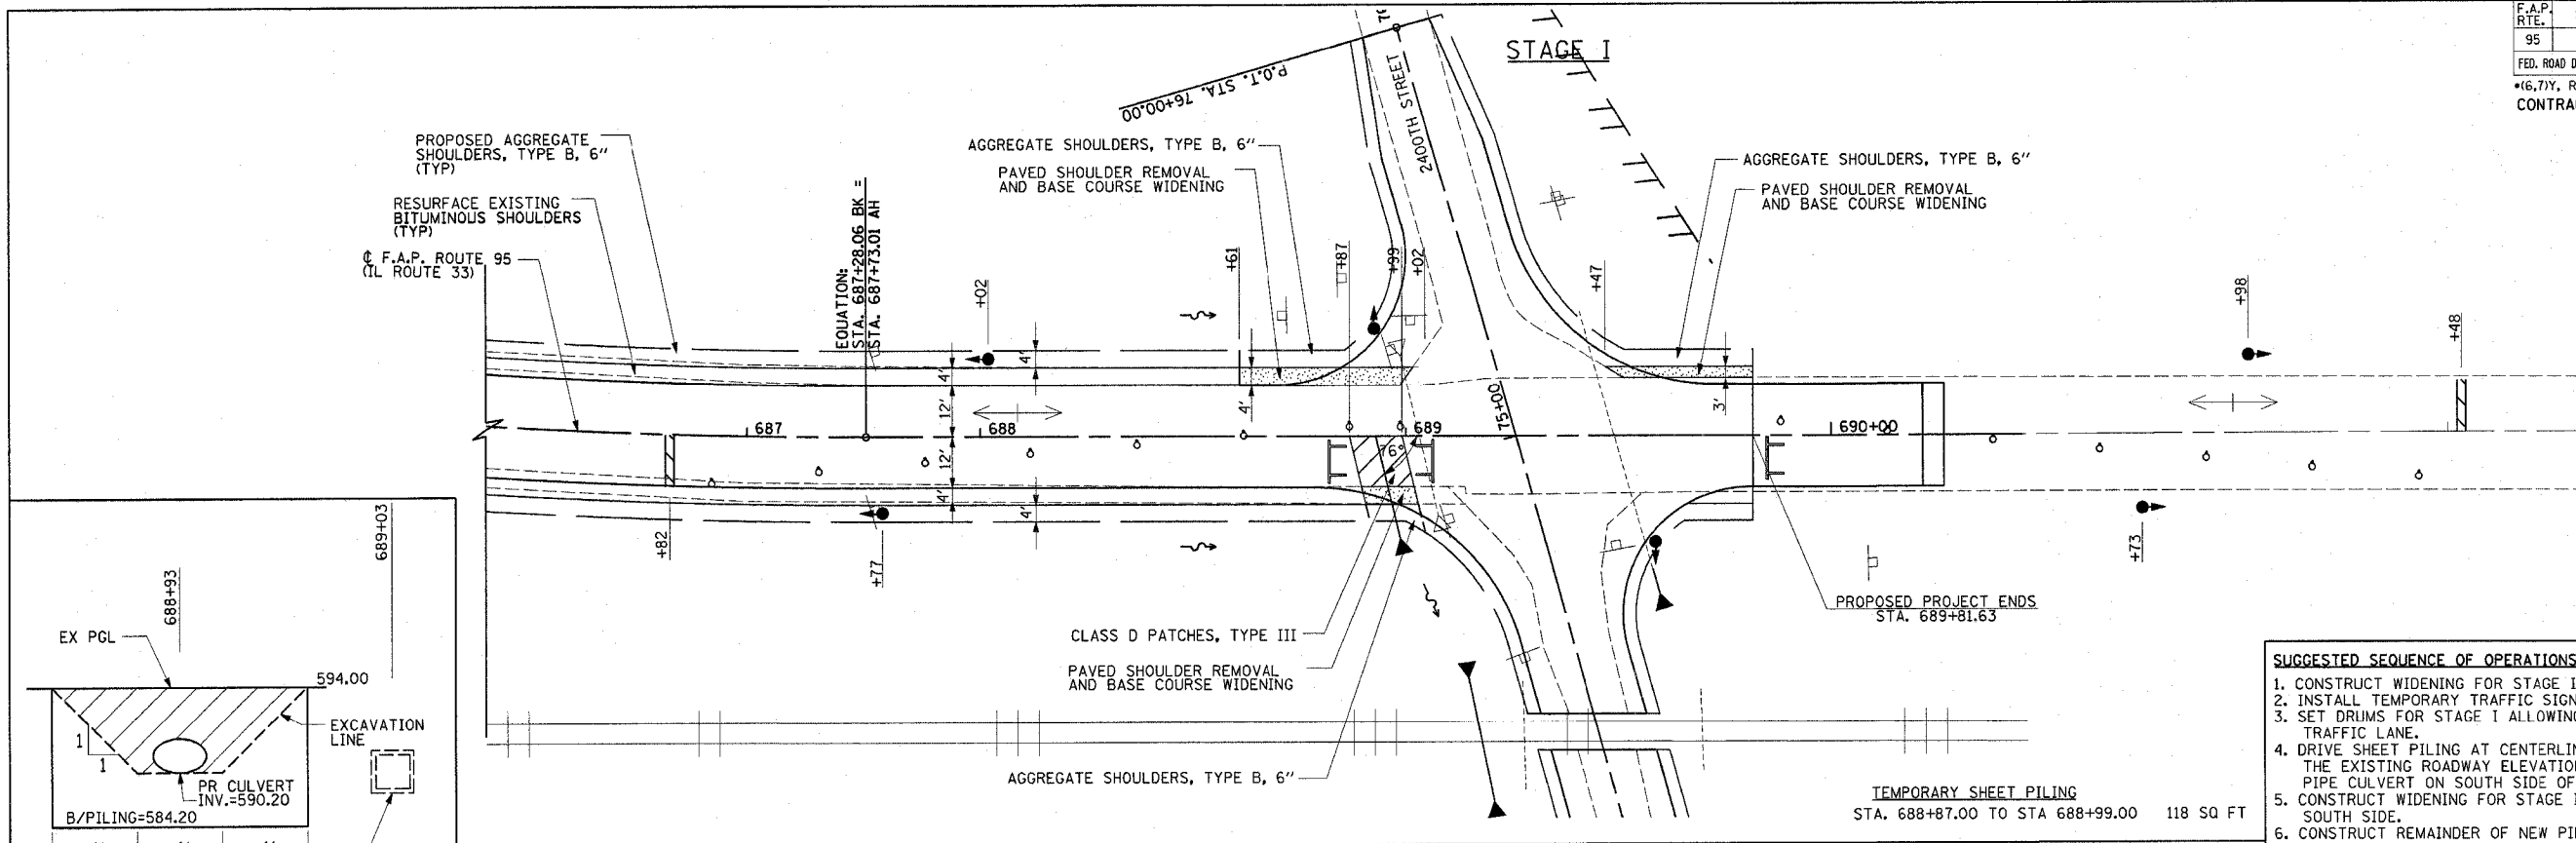 F.A.P.
RTE.
95
FED. ROAD D
•(6,7)Y, R
CONTRA
STAGE I
P.O.T. STA. 76+00.00
2400TH STREET
PROPOSED AGGREGATE
SHOULDERS, TYPE B, 6"
(TYP)
RESURFACE EXISTING
BITUMINOUS SHOULDERS
(TYP)
℄ F.A.P. ROUTE 95
(IL ROUTE 33)
EQUATION:
STA. 687+28.06 BK =
STA. 687+73.01 AH
AGGREGATE SHOULDERS, TYPE B, 6"
PAVED SHOULDER REMOVAL
AND BASE COURSE WIDENING
AGGREGATE SHOULDERS, TYPE B, 6"
PAVED SHOULDER REMOVAL
AND BASE COURSE WIDENING
+02
+61
+87
+99
+02
+47
+98
+48
4'
4'
12'
12'
4'
4'
4'
3'
687
688
689
690+00
75+00
76°
+82
+77
+73
CLASS D PATCHES, TYPE III
PAVED SHOULDER REMOVAL
AND BASE COURSE WIDENING
AGGREGATE SHOULDERS, TYPE B, 6"
PROPOSED PROJECT ENDS
STA. 689+81.63
TEMPORARY SHEET PILING
STA. 688+87.00 TO STA 688+99.00 118 SQ FT
688+93
689+03
EX PGL
594.00
EXCAVATION
LINE
1
1
PR CULVERT
INV.=590.20
B/PILING=584.20
SUGGESTED SEQUENCE OF OPERATIONS
1. CONSTRUCT WIDENING FOR STAGE I
2. INSTALL TEMPORARY TRAFFIC SIGN
3. SET DRUMS FOR STAGE I ALLOWING
TRAFFIC LANE.
4. DRIVE SHEET PILING AT CENTERLIN
THE EXISTING ROADWAY ELEVATION
PIPE CULVERT ON SOUTH SIDE OF
5. CONSTRUCT WIDENING FOR STAGE I
SOUTH SIDE.
6. CONSTRUCT REMAINDER OF NEW PI